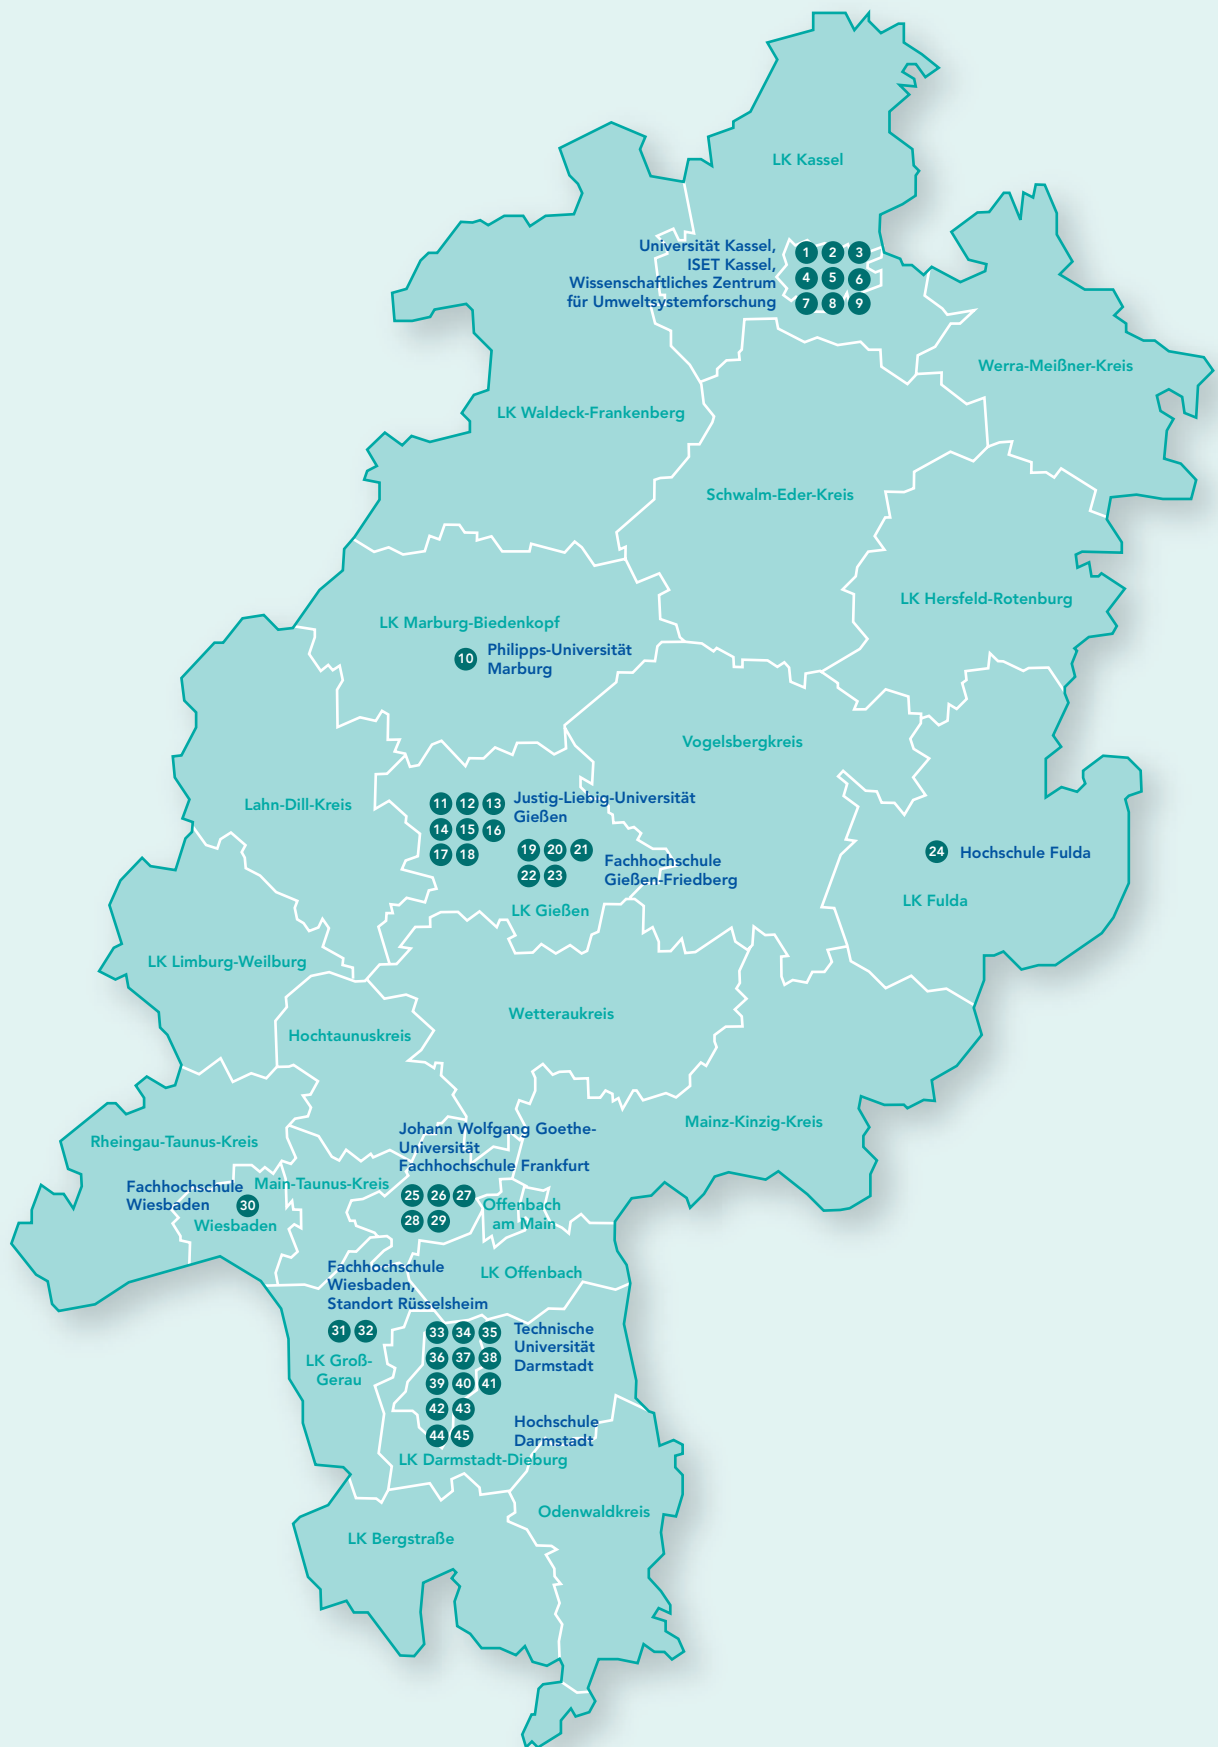 LK Kassel
Universität Kassel,
ISET Kassel,
Wissenschaftliches Zentrum
für Umweltsystemforschung
1 2 3
4 5 6
7 8 9
Werra-Meißner-Kreis
LK Waldeck-Frankenberg
Schwalm-Eder-Kreis
LK Hersfeld-Rotenburg
LK Marburg-Biedenkopf
10
Philipps-Universität
Marburg
Vogelsbergkreis
Lahn-Dill-Kreis
11 12 13
14 15 16
17 18
Justig-Liebig-Universität
Gießen
19 20 21
22 23
Fachhochschule
Gießen-Friedberg
LK Gießen
24
Hochschule Fulda
LK Fulda
LK Limburg-Weilburg
Wetteraukreis
Hochtaunuskreis
Mainz-Kinzig-Kreis
Rheingau-Taunus-Kreis
Johann Wolfgang Goethe-
Universität
Fachhochschule Frankfurt
25 26 27
28 29
Main-Taunus-Kreis
Fachhochschule
Wiesbaden
30
Wiesbaden
Offenbach
am Main
LK Offenbach
Fachhochschule
Wiesbaden,
Standort Rüsselsheim
31 32
LK Groß-
Gerau
33 34 35
36 37 38
39 40 41
42 43
44 45
Technische
Universität
Darmstadt
Hochschule
Darmstadt
LK Darmstadt-Dieburg
Odenwaldkreis
LK Bergstraße